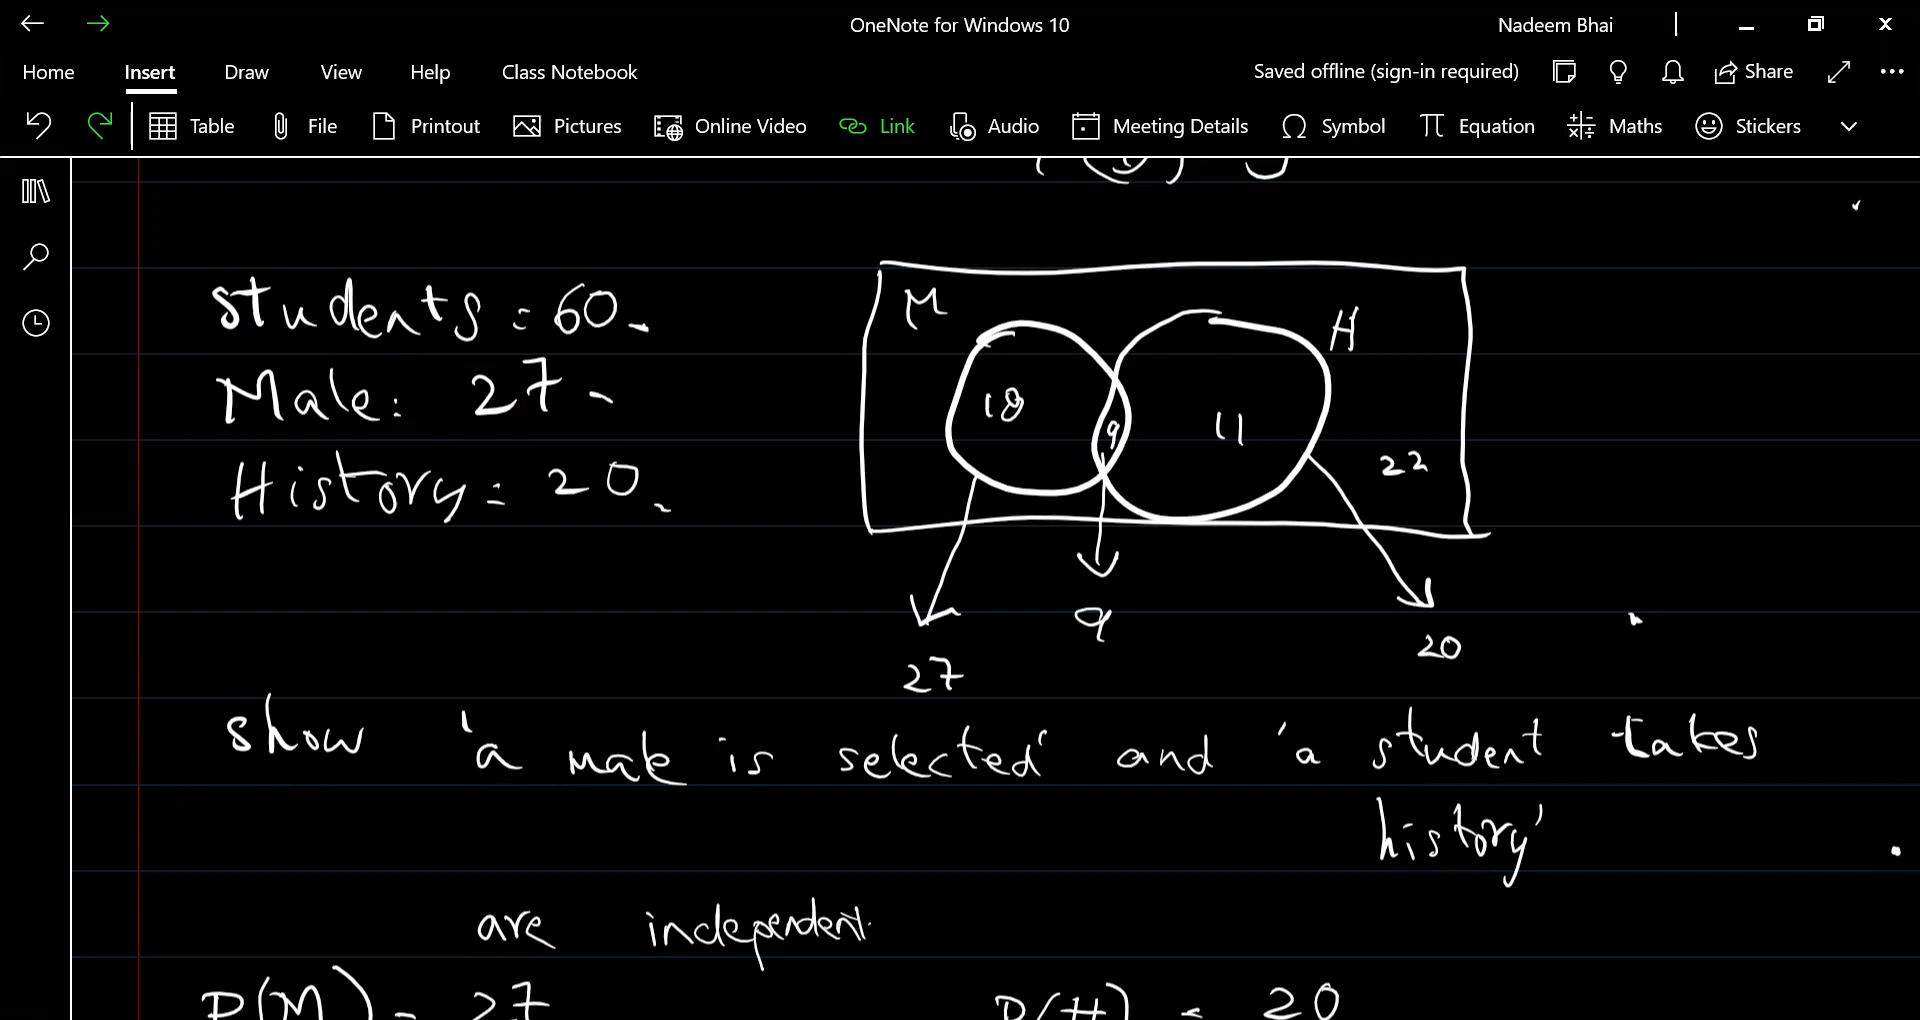 OneNote for Windows 10
Nadeem Bhai
Home Insert Draw View Help Class Notebook
Saved offline (sign-in required) Share
Table File Printout Pictures Online Video Link Audio Meeting Details Symbol Equation Maths Stickers
students = 60
Male: 27
History = 20
M
H
18
9
11
22
9
20
27
show 'a male is selected' and 'a student takes
history'
are independent.
P(M) = 27
P(H) = 20